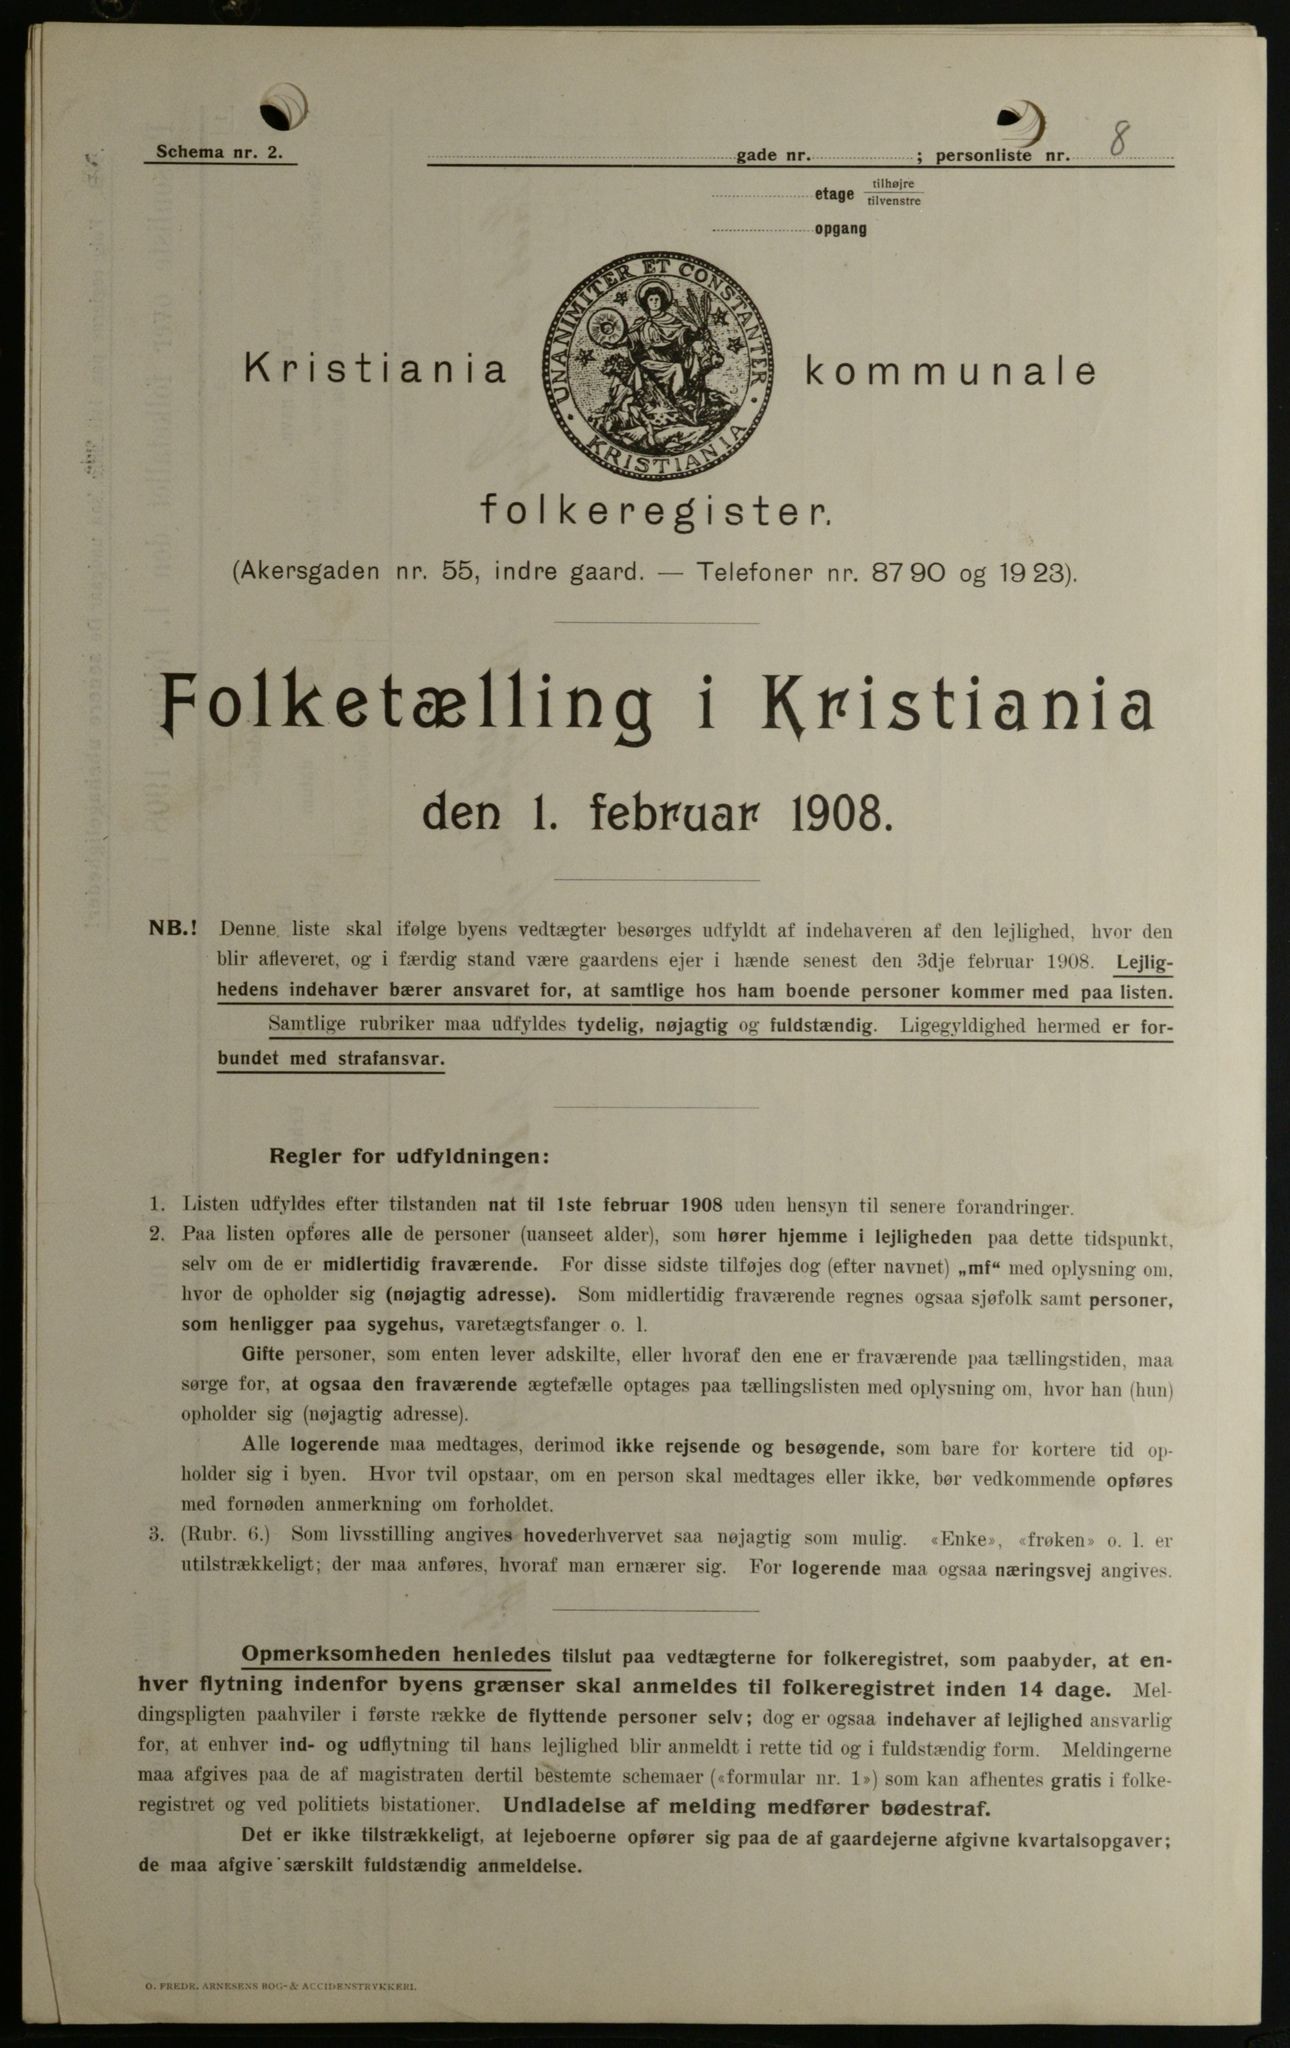 Schema nr. 2. gade nr. ; personliste nr. 8
etage tilhøjre
tilvenstre
opgang
UNANIMITER ET CONSTANTER
KRISTIANIA
Kristiania kommunale
folkeregister.
(Akersgaden nr. 55, indre gaard. — Telefoner nr. 87 90 og 19 23).
Folketælling i Kristiania
den 1. februar 1908.
NB.! Denne liste skal ifølge byens vedtægter besørges udfyldt af indehaveren af den lejlighed, hvor den
blir afleveret, og i færdig stand være gaardens ejer i hænde senest den 3dje februar 1908. Lejlig-
hedens indehaver bærer ansvaret for, at samtlige hos ham boende personer kommer med paa listen.
Samtlige rubriker maa udfyldes tydelig, nøjagtig og fuldstændig. Ligegyldighed hermed er for-
bundet med strafansvar.
Regler for udfyldningen:
1. Listen udfyldes efter tilstanden nat til 1ste februar 1908 uden hensyn til senere forandringer.
2. Paa listen opføres alle de personer (uanseet alder), som hører hjemme i lejligheden paa dette tidspunkt,
selv om de er midlertidig fraværende. For disse sidste tilføjes dog (efter navnet) „mf“ med oplysning om,
hvor de opholder sig (nøjagtig adresse). Som midlertidig fraværende regnes ogsaa sjøfolk samt personer,
som henligger paa sygehus, varetægtsfanger o. l.
Gifte personer, som enten lever adskilte, eller hvoraf den ene er fraværende paa tællingstiden, maa
sørge for, at ogsaa den fraværende ægtefælle optages paa tællingslisten med oplysning om, hvor han (hun)
opholder sig (nøjagtig adresse).
Alle logerende maa medtages, derimod ikke rejsende og besøgende, som bare for kortere tid op-
holder sig i byen. Hvor tvil opstaar, om en person skal medtages eller ikke, bør vedkommende opføres
med fornøden anmerkning om forholdet.
3. (Rubr. 6.) Som livsstilling angives hovederhvervet saa nøjagtig som mulig. «Enke», «frøken» o. l. er
utilstrækkeligt; der maa anføres, hvoraf man ernærer sig. For logerende maa ogsaa næringsvej angives.
Opmerksomheden henledes tilslut paa vedtægterne for folkeregistret, som paabyder, at en-
hver flytning indenfor byens grænser skal anmeldes til folkeregistret inden 14 dage. Mel-
dingspligten paahviler i første række de flyttende personer selv; dog er ogsaa indehaver af lejlighed ansvarlig
for, at enhver ind- og udflytning til hans lejlighed blir anmeldt i rette tid og i fuldstændig form. Meldingerne
maa afgives paa de af magistraten dertil bestemte schemaer («formular nr. 1») som kan afhentes gratis i folke-
registret og ved politiets bistationer. Undladelse af melding medfører bødestraf.
Det er ikke tilstrækkeligt, at lejeboerne opfører sig paa de af gaardejerne afgivne kvartalsopgaver;
de maa afgive særskilt fuldstændig anmeldelse.
O. FREDR. ARNESENS BOG- & ACCIDENSTRYKKERI.